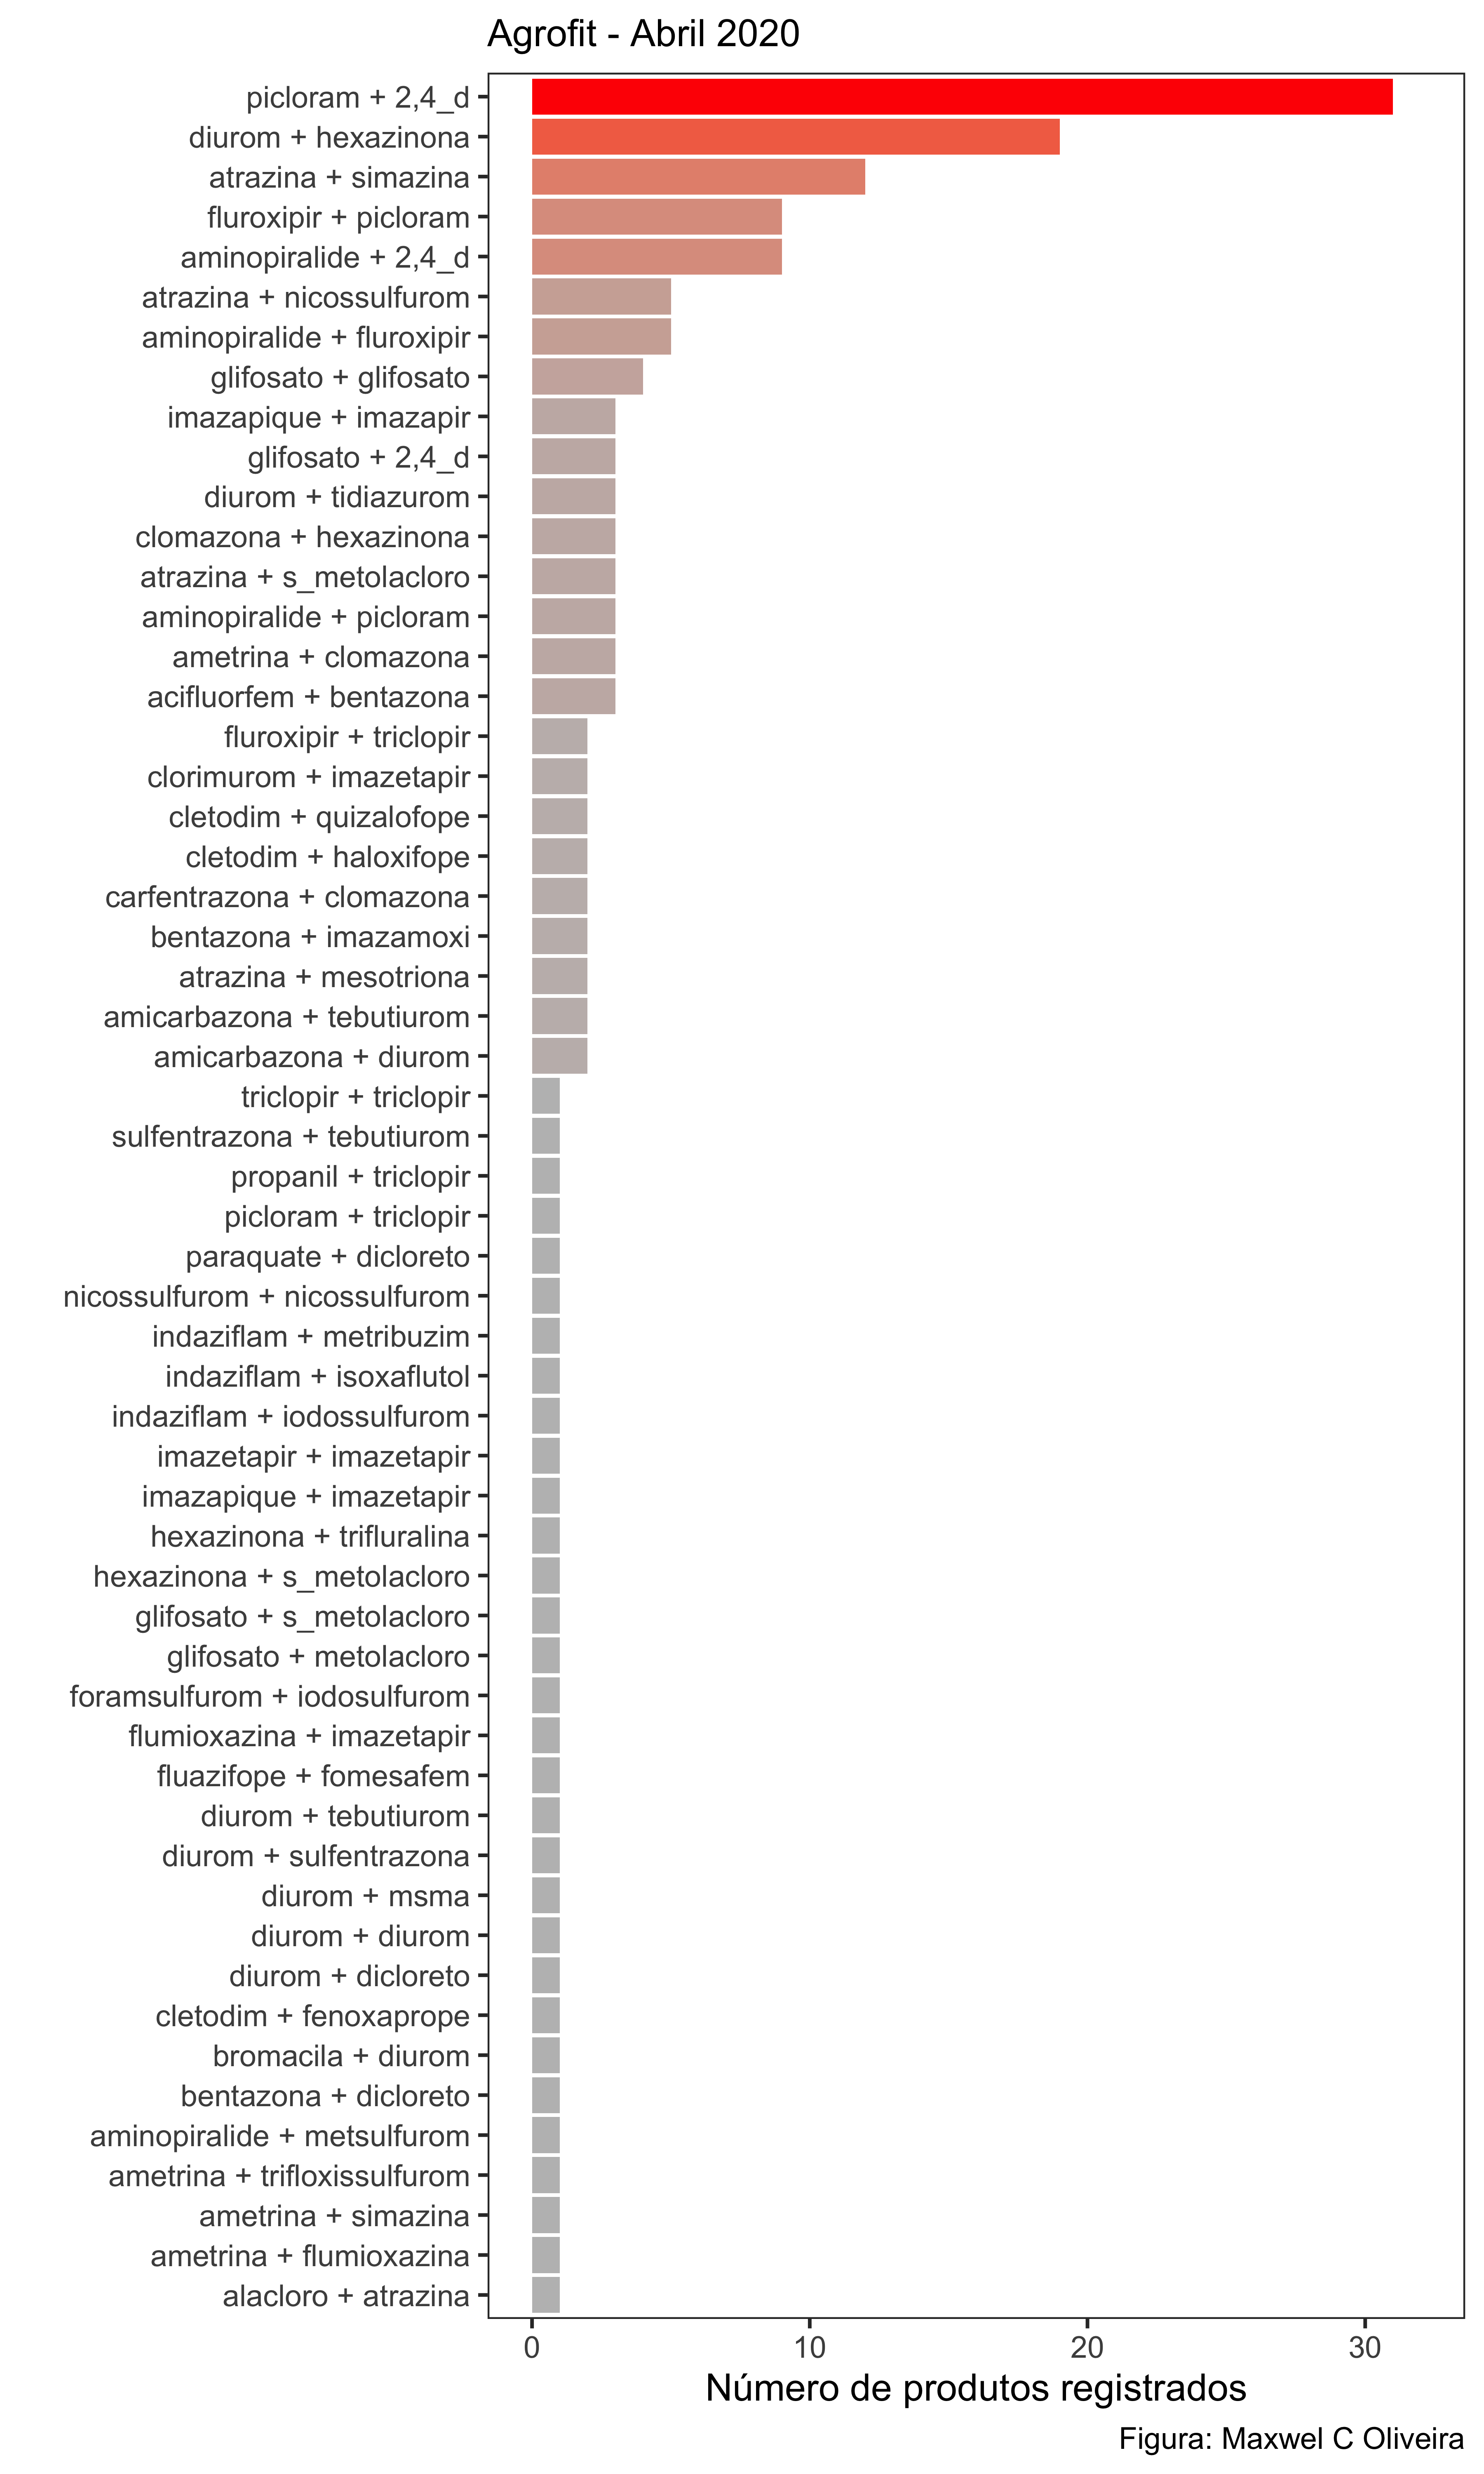 Agrofit - Abril 2020
picloram + 2,4_d
diurom + hexazinona
atrazina + simazina
fluroxipir + picloram
aminopiralide + 2,4_d
atrazina + nicossulfurom
aminopiralide + fluroxipir
glifosato + glifosato
imazapique + imazapir
glifosato + 2,4_d
diurom + tidiazurom
clomazona + hexazinona
atrazina + s_metolacloro
aminopiralide + picloram
ametrina + clomazona
acifluorfem + bentazona
fluroxipir + triclopir
clorimurom + imazetapir
cletodim + quizalofope
cletodim + haloxifope
carfentrazona + clomazona
bentazona + imazamoxi
atrazina + mesotriona
amicarbazona + tebutiurom
amicarbazona + diurom
triclopir + triclopir
sulfentrazona + tebutiurom
propanil + triclopir
picloram + triclopir
paraquate + dicloreto
nicossulfurom + nicossulfurom
indaziflam + metribuzim
indaziflam + isoxaflutol
indaziflam + iodossulfurom
imazetapir + imazetapir
imazapique + imazetapir
hexazinona + trifluralina
hexazinona + s_metolacloro
glifosato + s_metolacloro
glifosato + metolacloro
foramsulfurom + iodosulfurom
flumioxazina + imazetapir
fluazifope + fomesafem
diurom + tebutiurom
diurom + sulfentrazona
diurom + msma
diurom + diurom
diurom + dicloreto
cletodim + fenoxaprope
bromacila + diurom
bentazona + dicloreto
aminopiralide + metsulfurom
ametrina + trifloxissulfurom
ametrina + simazina
ametrina + flumioxazina
alacloro + atrazina
0 10 20 30
Número de produtos registrados
Figura: Maxwel C Oliveira